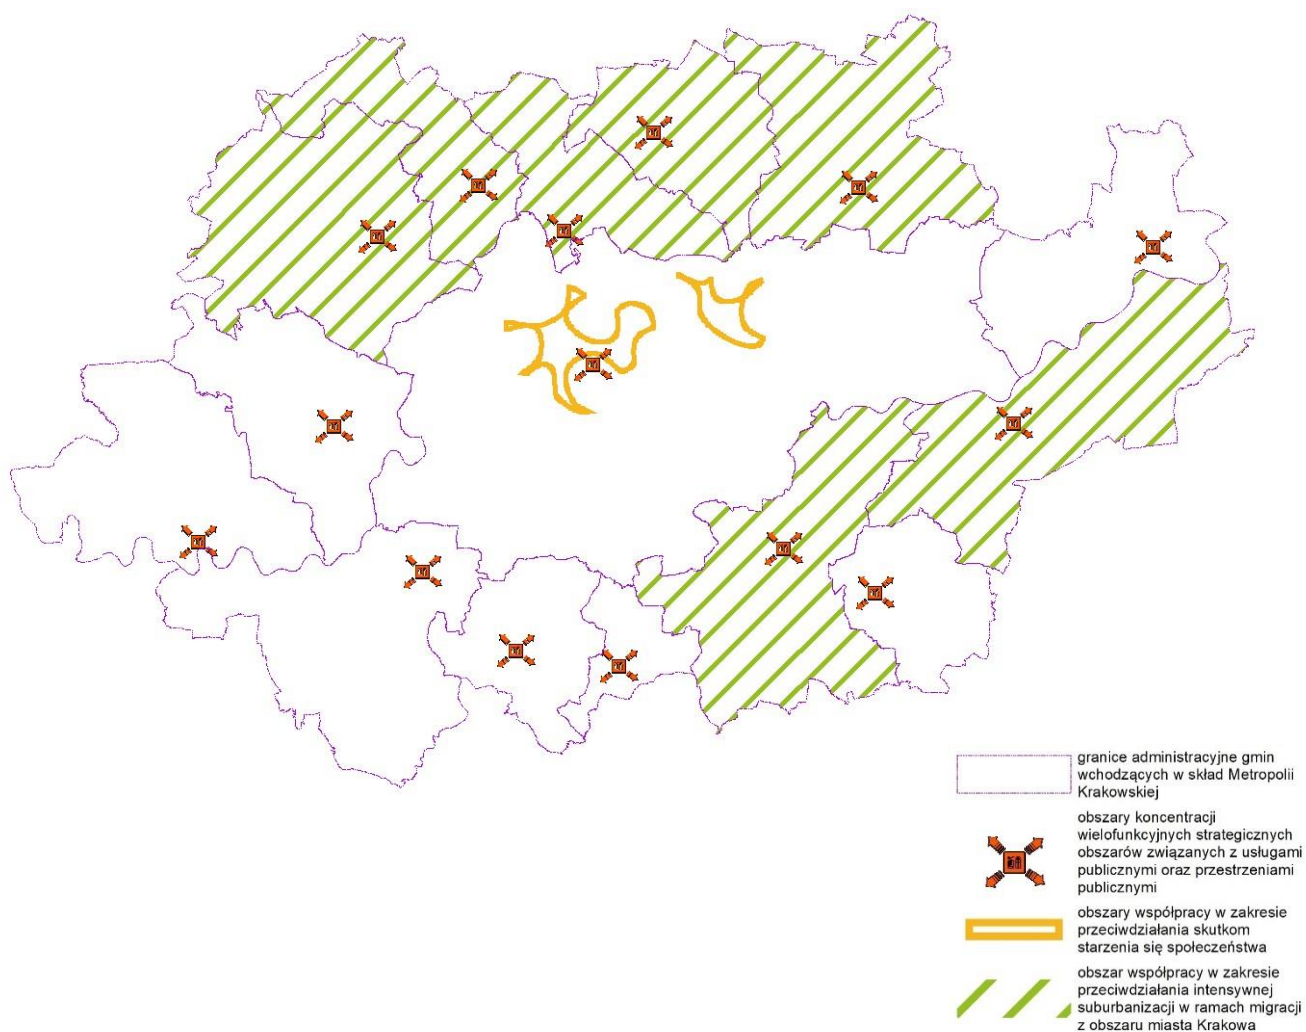 granice administracyjne gmin
wchodzących w skład Metropolii
Krakowskiej
obszary koncentracji
wielofunkcyjnych strategicznych
obszarów związanych z usługami
publicznymi oraz przestrzeniami
publicznymi
obszary współpracy w zakresie
przeciwdziałania skutkom
starzenia się społeczeństwa
obszar współpracy w zakresie
przeciwdziałania intensywnej
suburbanizacji w ramach migracji
z obszaru miasta Krakowa